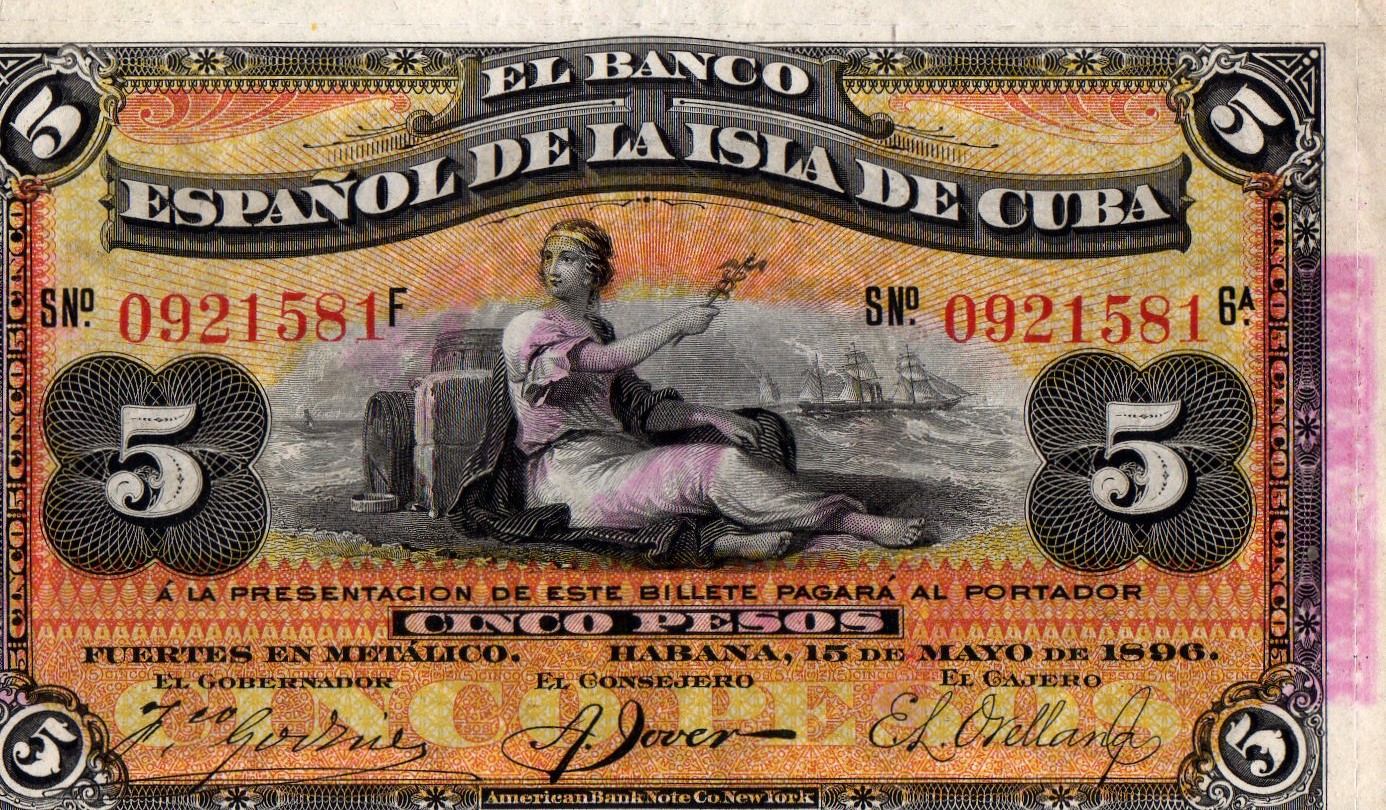 EL BANCO
ESPAÑOL DE LA ISLA DE CUBA
5 5
SNº. 0921581 F SNº. 0921581 6A.
5 5
Á LA PRESENTACION DE ESTE BILLETE PAGARÁ AL PORTADOR
CINCO PESOS
FUERTES EN METÁLICO. HABANA, 15 DE MAYO DE 1896.
EL GOBERNADOR EL CONSEJERO EL CAJERO
CINCO PESOS
A. Jover E.L. Orellana
5 5
American Bank Note Co. New York